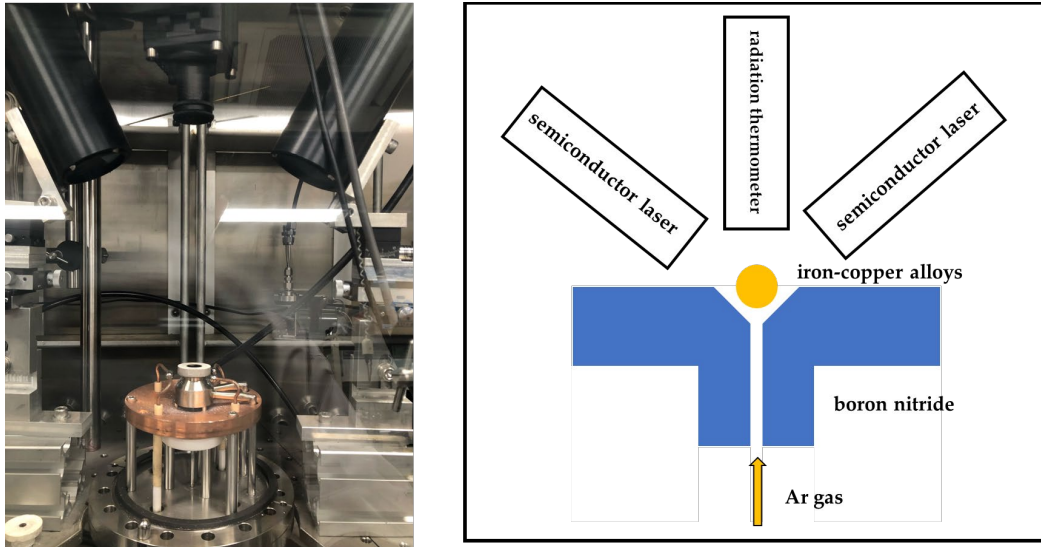 semiconductor laser
radiation thermometer
semiconductor laser
iron-copper alloys
boron nitride
Ar gas